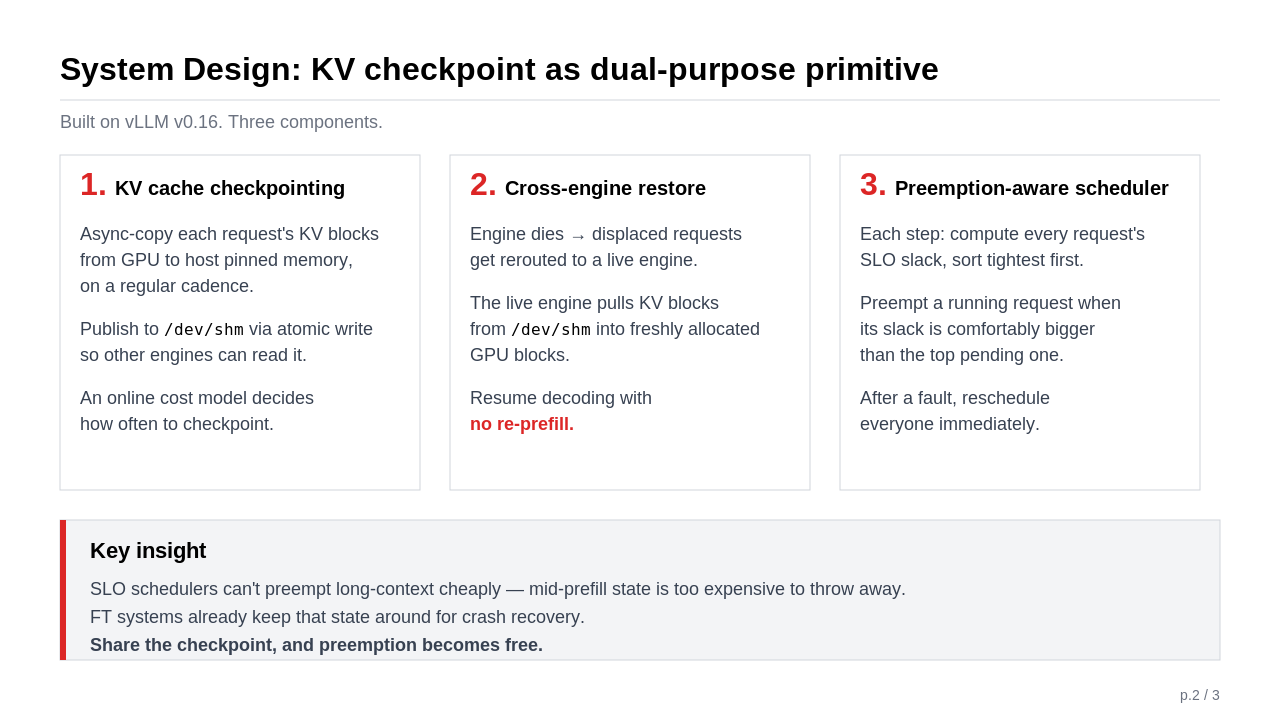 System Design: KV checkpoint as dual-purpose primitive
Built on vLLM v0.16. Three components.
1. KV cache checkpointing
Async-copy each request's KV blocks
from GPU to host pinned memory,
on a regular cadence.
Publish to /dev/shm via atomic write
so other engines can read it.
An online cost model decides
how often to checkpoint.
2. Cross-engine restore
Engine dies → displaced requests
get rerouted to a live engine.
The live engine pulls KV blocks
from /dev/shm into freshly allocated
GPU blocks.
Resume decoding with
no re-prefill.
3. Preemption-aware scheduler
Each step: compute every request's
SLO slack, sort tightest first.
Preempt a running request when
its slack is comfortably bigger
than the top pending one.
After a fault, reschedule
everyone immediately.
Key insight
SLO schedulers can't preempt long-context cheaply — mid-prefill state is too expensive to throw away.
FT systems already keep that state around for crash recovery.
Share the checkpoint, and preemption becomes free.
p.2 / 3